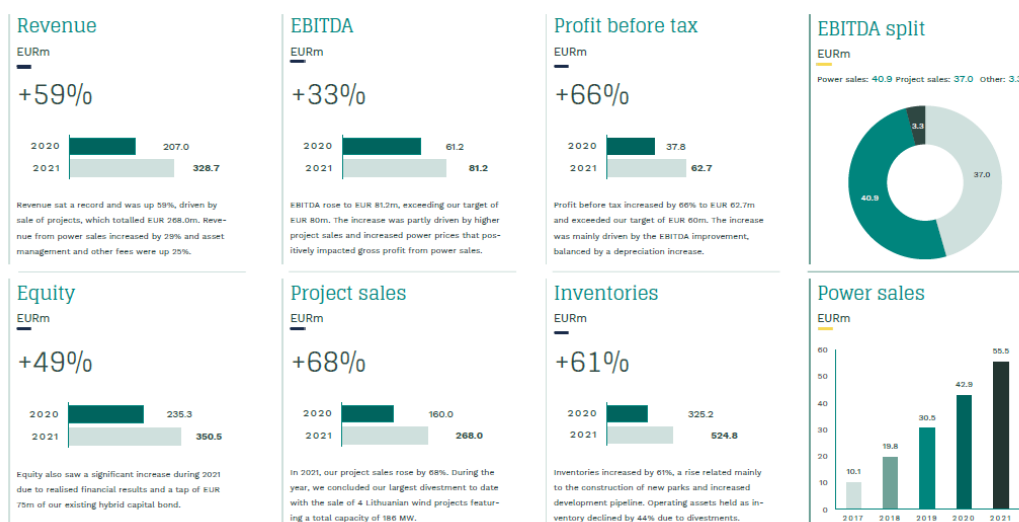 Revenue
EURm
+59%
2020 207.0
2021 328.7
Revenue sat a record and was up 59%, driven by
sale of projects, which totalled EUR 268.0m. Reve-
nue from power sales increased by 29% and asset
management and other fees were up 25%.
EBITDA
EURm
+33%
2020 61.2
2021 81.2
EBITDA rose to EUR 81.2m, exceeding our target of
EUR 80m. The increase was partly driven by higher
project sales and increased power prices that pos-
itively impacted gross profit from power sales.
Profit before tax
EURm
+66%
2020 37.8
2021 62.7
Profit before tax increased by 66% to EUR 62.7m
and exceeded our target of EUR 60m. The increase
was mainly driven by the EBITDA improvement,
balanced by a depreciation increase.
EBITDA split
EURm
Power sales: 40.9 Project sales: 37.0 Other: 3.3
3.3
37.0
40.9
Equity
EURm
+49%
2020 235.3
2021 350.5
Equity also saw a significant increase during 2021
due to realised financial results and a tap of EUR
75m of our existing hybrid capital bond.
Project sales
EURm
+68%
2020 160.0
2021 268.0
In 2021, our project sales rose by 68%. During the
year, we concluded our largest divestment to date
with the sale of 4 Lithuanian wind projects featur-
ing a total capacity of 186 MW.
Inventories
EURm
+61%
2020 325.2
2021 524.8
Inventories increased by 61%, a rise related mainly
to the construction of new parks and increased
development pipeline. Operating assets held as in-
ventory declined by 44% due to divestments.
Power sales
EURm
60
50
40
30
20
10
0
10.1
19.8
30.5
42.9
55.5
2017 2018 2019 2020 2021